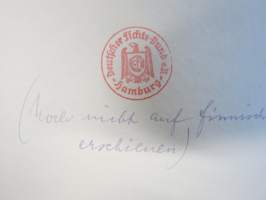 Deutscher Fichte-Bund e.V.
Hamburg
(Noch nicht auf finnisch
erschienen)